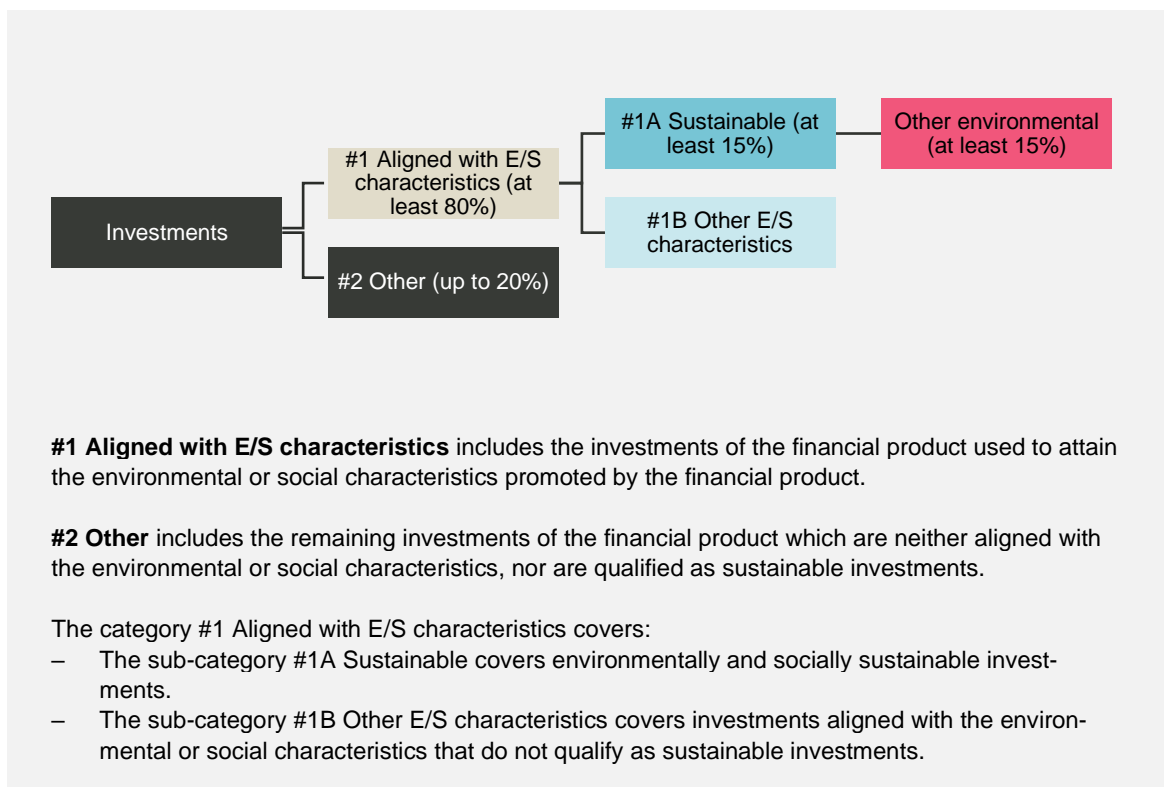 #1A Sustainable (at
least 15%)
Other environmental
(at least 15%)
#1 Aligned with E/S
characteristics (at
least 80%)
Investments
#1B Other E/S
characteristics
#2 Other (up to 20%)
#1 Aligned with E/S characteristics includes the investments of the financial product used to attain
the environmental or social characteristics promoted by the financial product.
#2 Other includes the remaining investments of the financial product which are neither aligned with
the environmental or social characteristics, nor are qualified as sustainable investments.
The category #1 Aligned with E/S characteristics covers:
– The sub-category #1A Sustainable covers environmentally and socially sustainable invest-
ments.
– The sub-category #1B Other E/S characteristics covers investments aligned with the environ-
mental or social characteristics that do not qualify as sustainable investments.